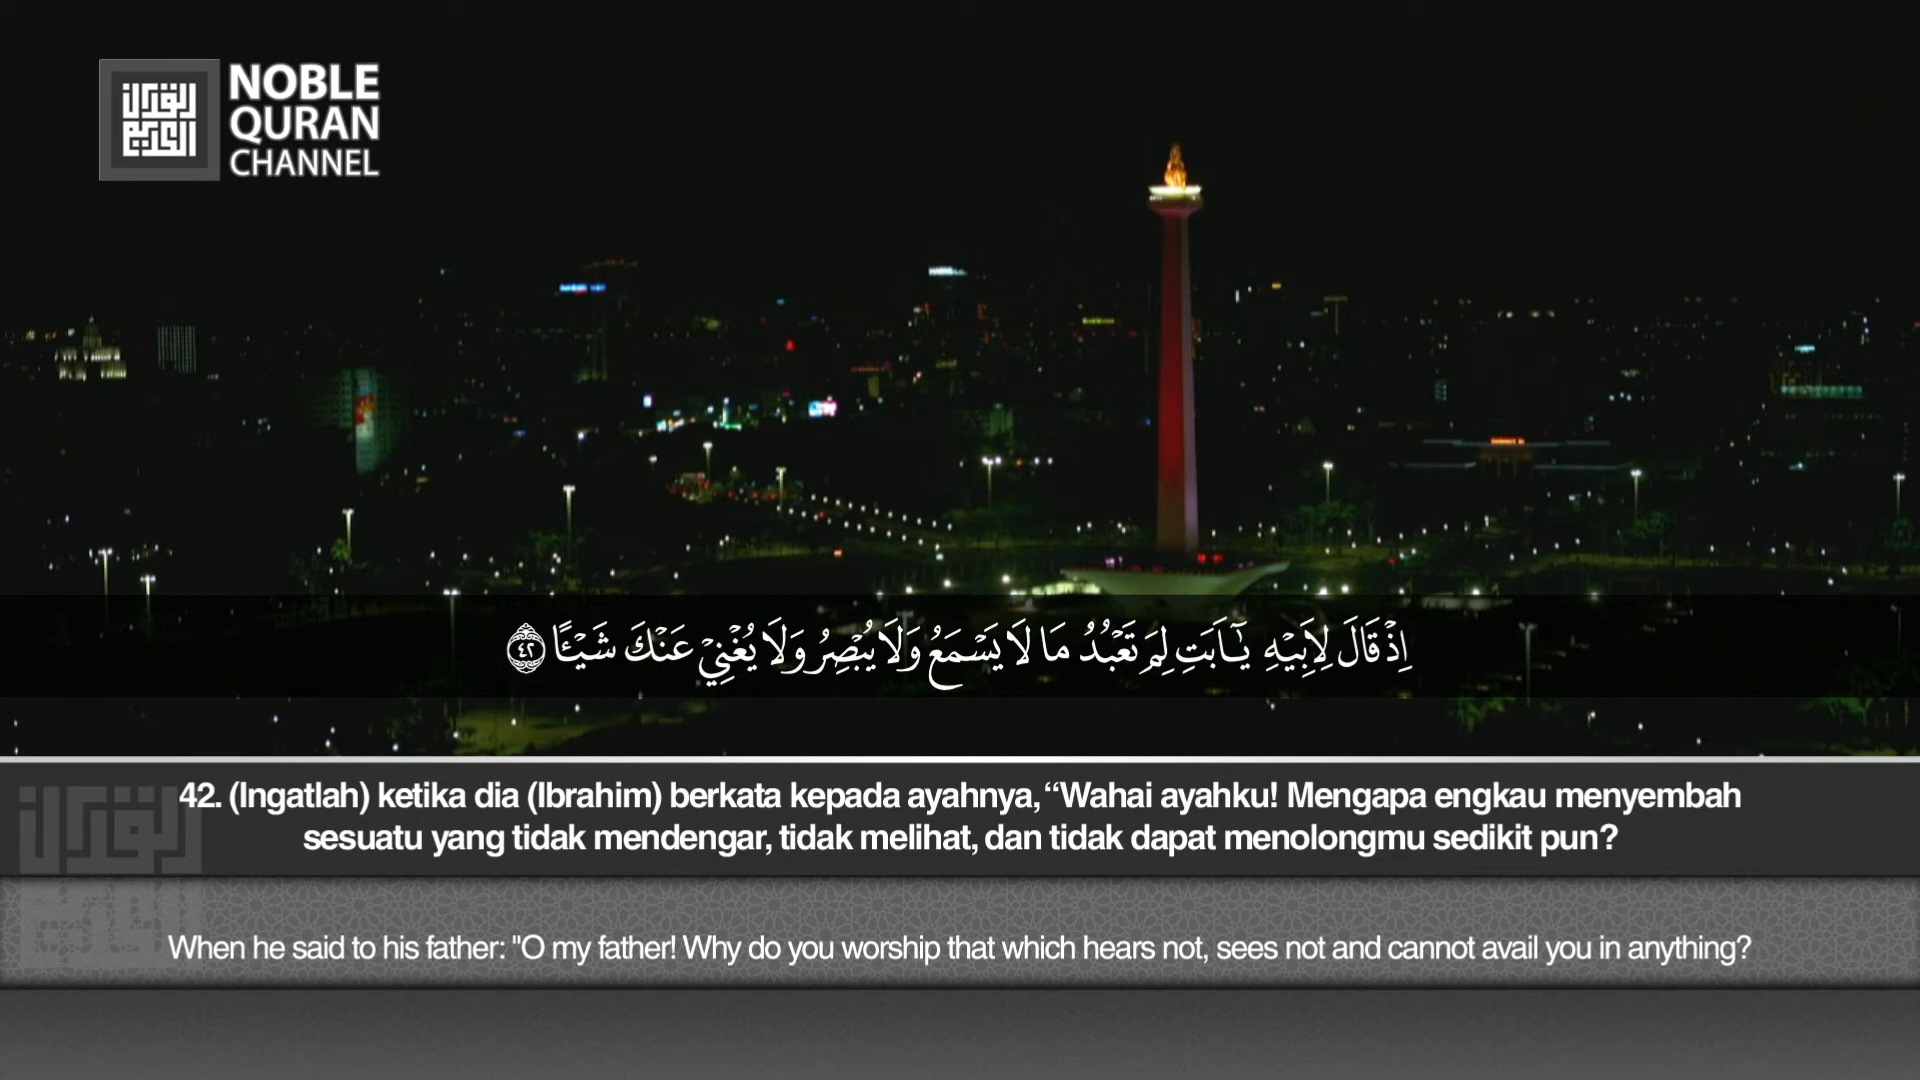 القرآن
الكريم
NOBLE
QURAN
CHANNEL
اِذْ قَالَ لِاَبِيْهِ يٰٓاَبَتِ لِمَ تَعْبُدُ مَا لَا يَسْمَعُ وَلَا يُبْصِرُ وَلَا يُغْنِيْ عَنْكَ شَيْـًٔا ٤٢
42. (Ingatlah) ketika dia (Ibrahim) berkata kepada ayahnya, “Wahai ayahku! Mengapa engkau menyembah
sesuatu yang tidak mendengar, tidak melihat, dan tidak dapat menolongmu sedikit pun?
When he said to his father: "O my father! Why do you worship that which hears not, sees not and cannot avail you in anything?